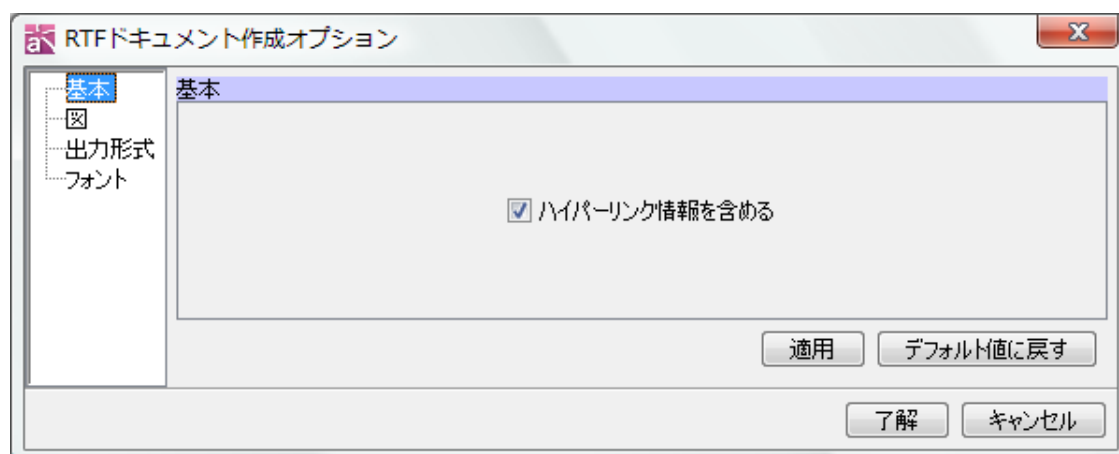 RTFドキュメント作成オプション
基本
図
出力形式
フォント
基本
ハイパーリンク情報を含める
適用 デフォルト値に戻す
了解 キャンセル